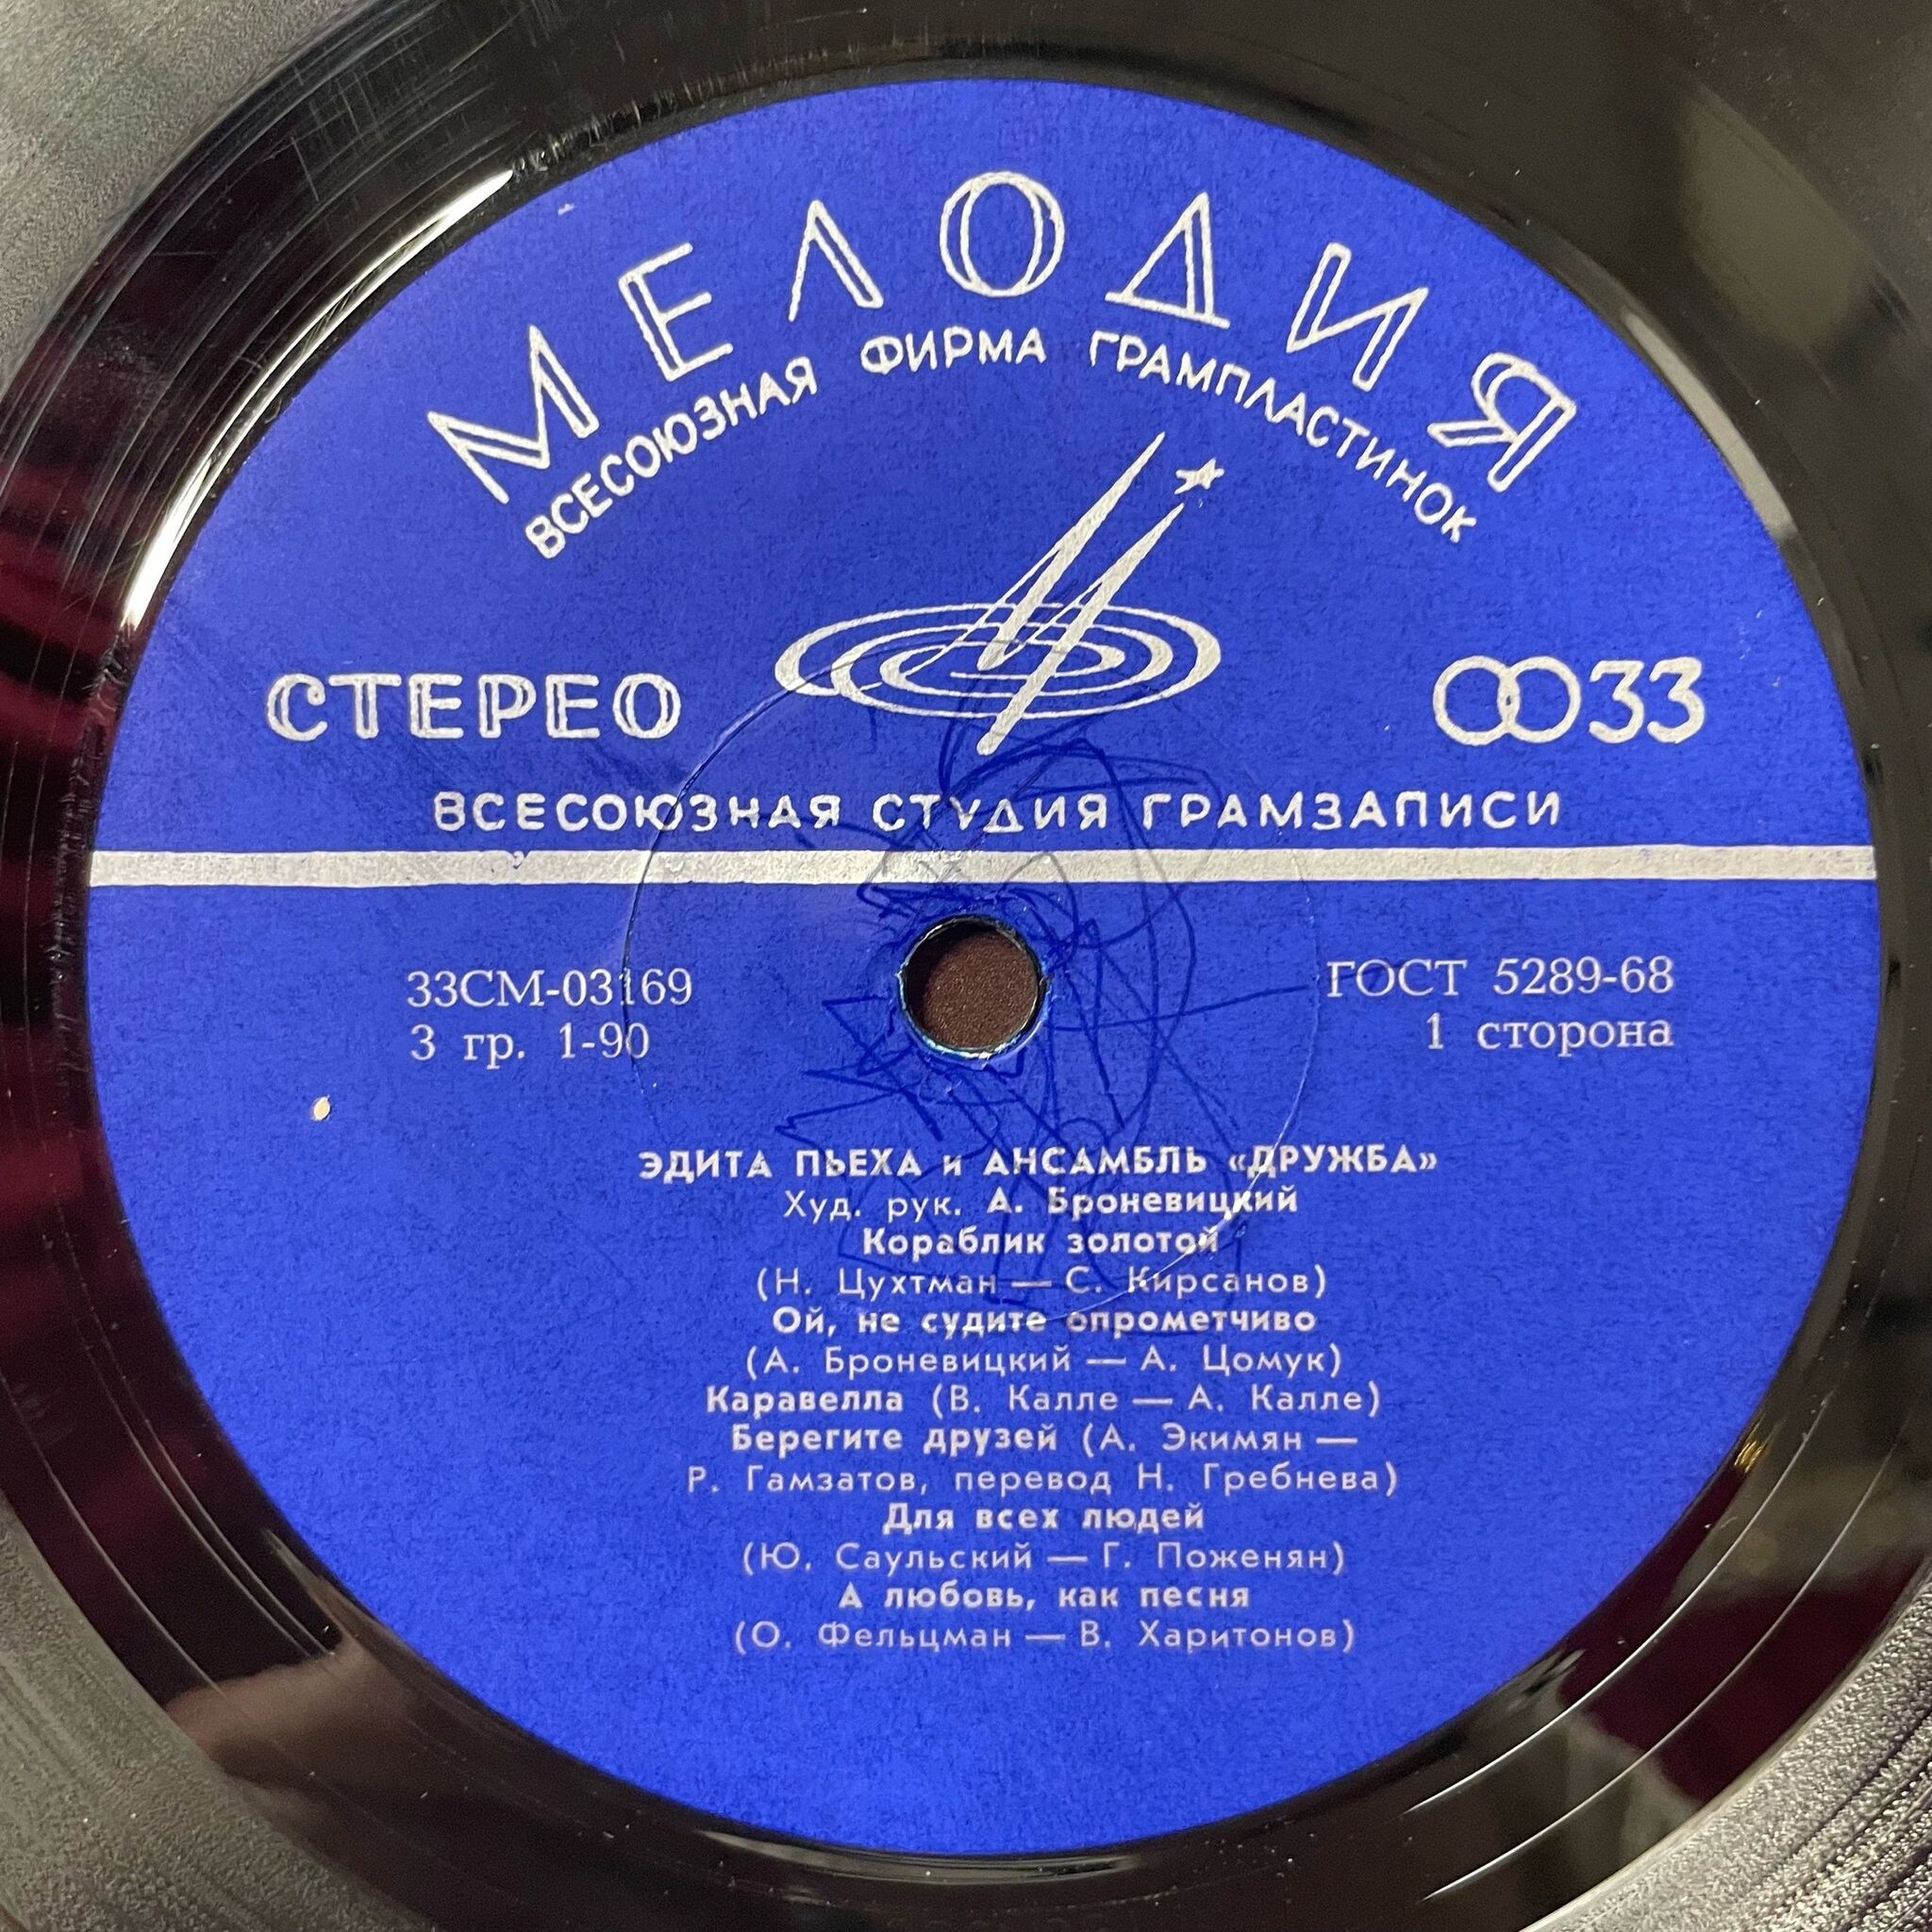 МЕЛОДИЯ
ВСЕСОЮЗНАЯ ФИРМА ГРАМПЛАСТИНОК
СТЕРЕО
33
ВСЕСОЮЗНАЯ СТУДИЯ ГРАМЗАПИСИ
33СМ-03169
3 гр. 1-90
ГОСТ 5289-68
1 сторона
ЭДИТА ПЬЕХА и АНСАМБЛЬ «ДРУЖБА»
Худ. рук. А. Броневицкий
Кораблик золотой
(Н. Цухтман — С. Кирсанов)
Ой, не судите опрометчиво
(А. Броневицкий — А. Цомук)
Каравелла (В. Калле — А. Калле)
Берегите друзей (А. Экимян —
Р. Гамзатов, перевод Н. Гребнева)
Для всех людей
(Ю. Саульский — Г. Поженян)
А любовь, как песня
(О. Фельцман — В. Харитонов)